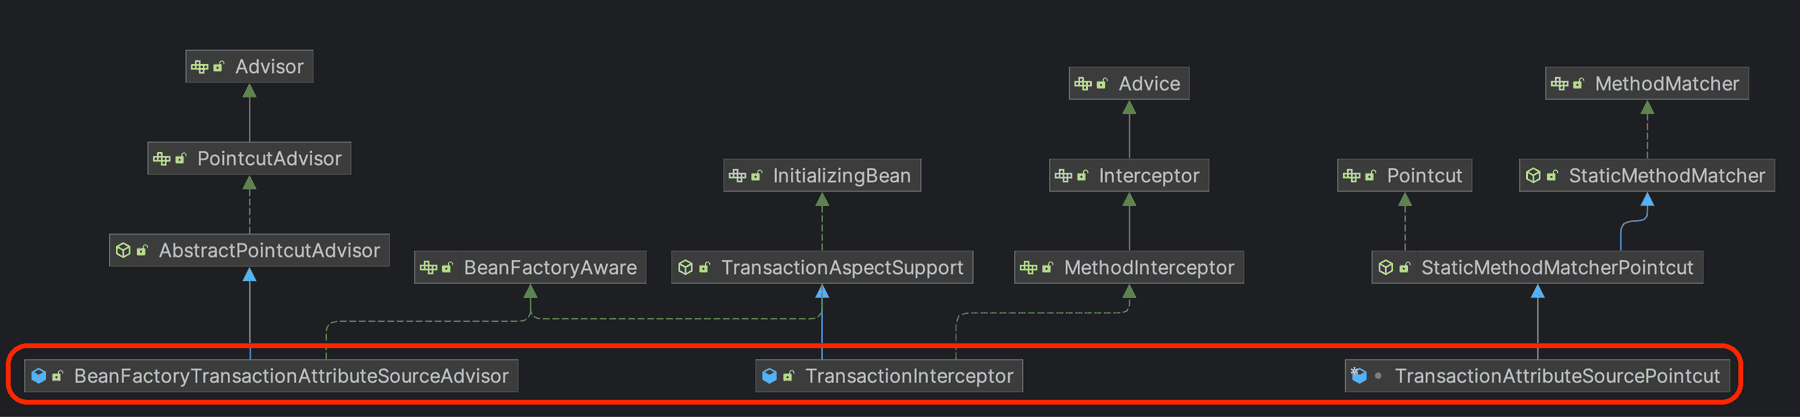 Advisor
Advice
MethodMatcher
PointcutAdvisor
InitializingBean
Interceptor
Pointcut
StaticMethodMatcher
AbstractPointcutAdvisor
BeanFactoryAware
TransactionAspectSupport
MethodInterceptor
StaticMethodMatcherPointcut
BeanFactoryTransactionAttributeSourceAdvisor
TransactionInterceptor
TransactionAttributeSourcePointcut